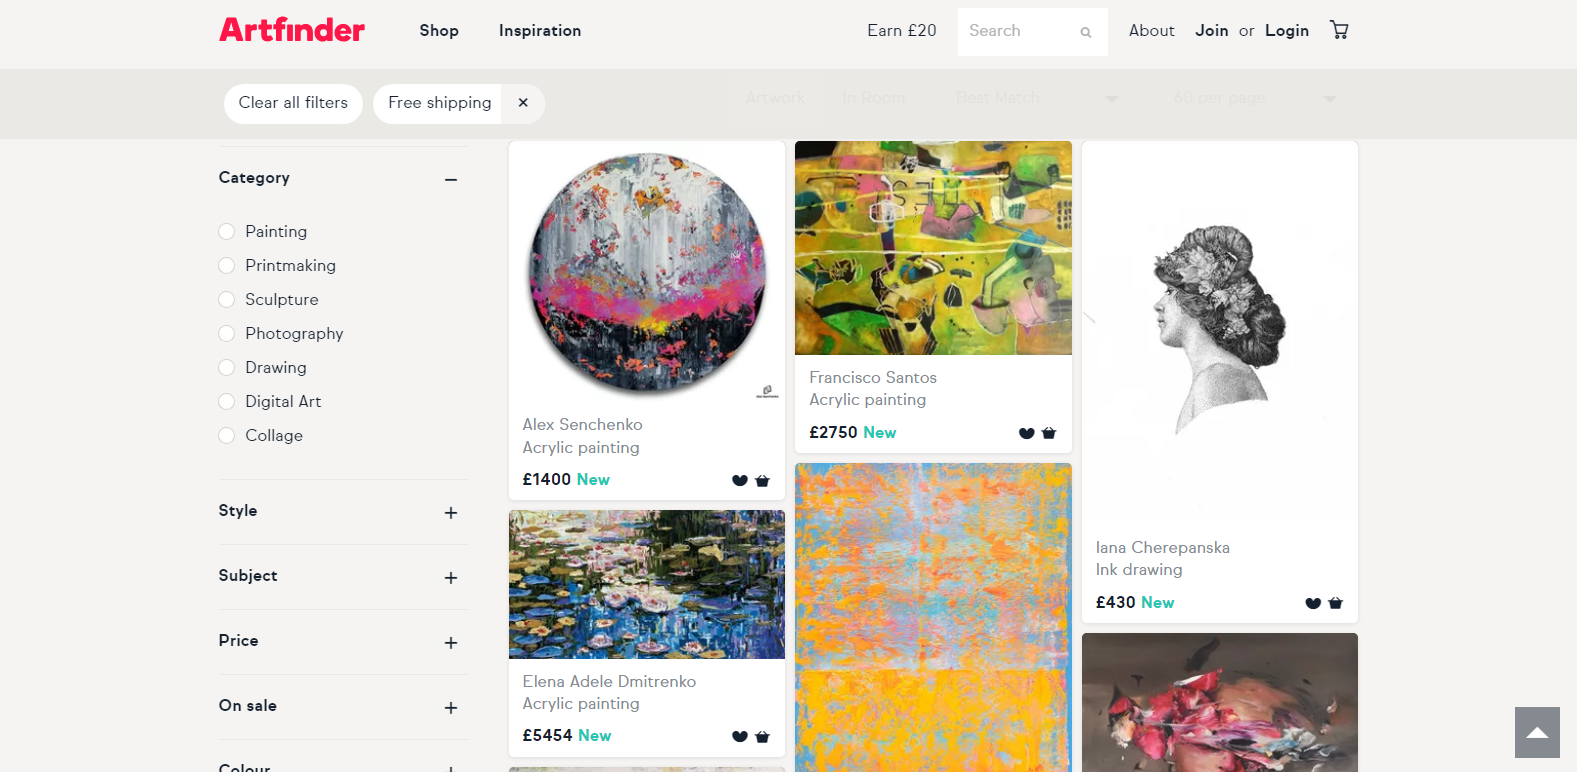 Artfinder
Shop
Inspiration
Earn £20
Search
About
Join or Login
Clear all filters
Free shipping ×
Artwork
In Room
Best Match
60 per page
Category
Painting
Printmaking
Sculpture
Photography
Drawing
Digital Art
Collage
Style
Subject
Price
On sale
Colour
Alex Senchenko
Acrylic painting
£1400 New
Elena Adele Dmitrenko
Acrylic painting
£5454 New
Francisco Santos
Acrylic painting
£2750 New
Iana Cherepanska
Ink drawing
£430 New